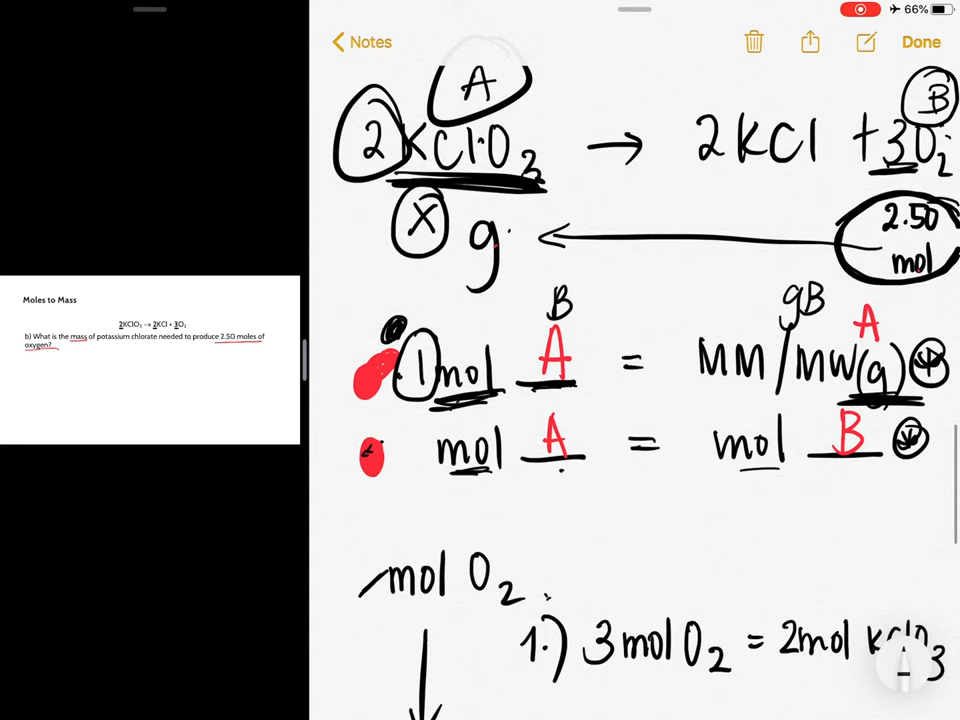 66%
Notes
Done
Moles to Mass
2KClO₃ → 2KCl + 3O₂
b) What is the mass of potassium chlorate needed to produce 2.50 moles of
oxygen?
A
B
2KClO₃ → 2KCl + 3O₂
X g
2.50
mol
B
gB
A
1 mol A = MM/MW(g)
mol A = mol B
mol O₂
1.) 3 mol O₂ = 2mol KClO₃